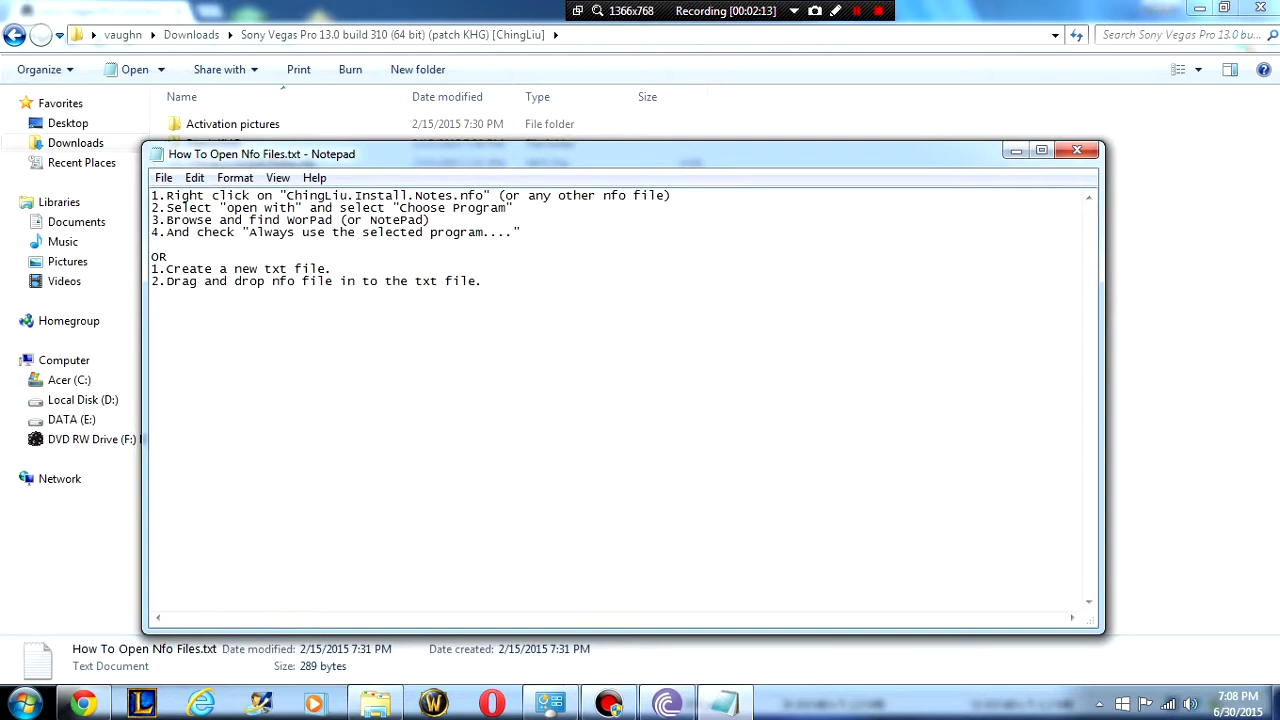 1366x768 Recording [00:02:13]
vaughn Downloads Sony Vegas Pro 13.0 build 310 (64 bit) (patch KHG) [ChingLiu] Search Sony Vegas Pro 13.0 bu...
Organize Open Share with Print Burn New folder
Name Date modified Type Size
Favorites
Desktop
Downloads
Recent Places
Libraries
Documents
Music
Pictures
Videos
Homegroup
Computer
Acer (C:)
Local Disk (D:)
DATA (E:)
DVD RW Drive (F:)
Network
Activation pictures 2/15/2015 7:30 PM File folder
How To Open Nfo Files.txt - Notepad
File Edit Format View Help
1.Right click on "ChingLiu.Install.Notes.nfo" (or any other nfo file)
2.Select "open with" and select "Choose Program"
3.Browse and find worPad (or NotePad)
4.And check "Always use the selected program...."
OR
1.Create a new txt file.
2.Drag and drop nfo file in to the txt file.
How To Open Nfo Files.txt Date modified: 2/15/2015 7:31 PM Date created: 2/15/2015 7:31 PM
Text Document Size: 289 bytes
7:08 PM
6/30/2015